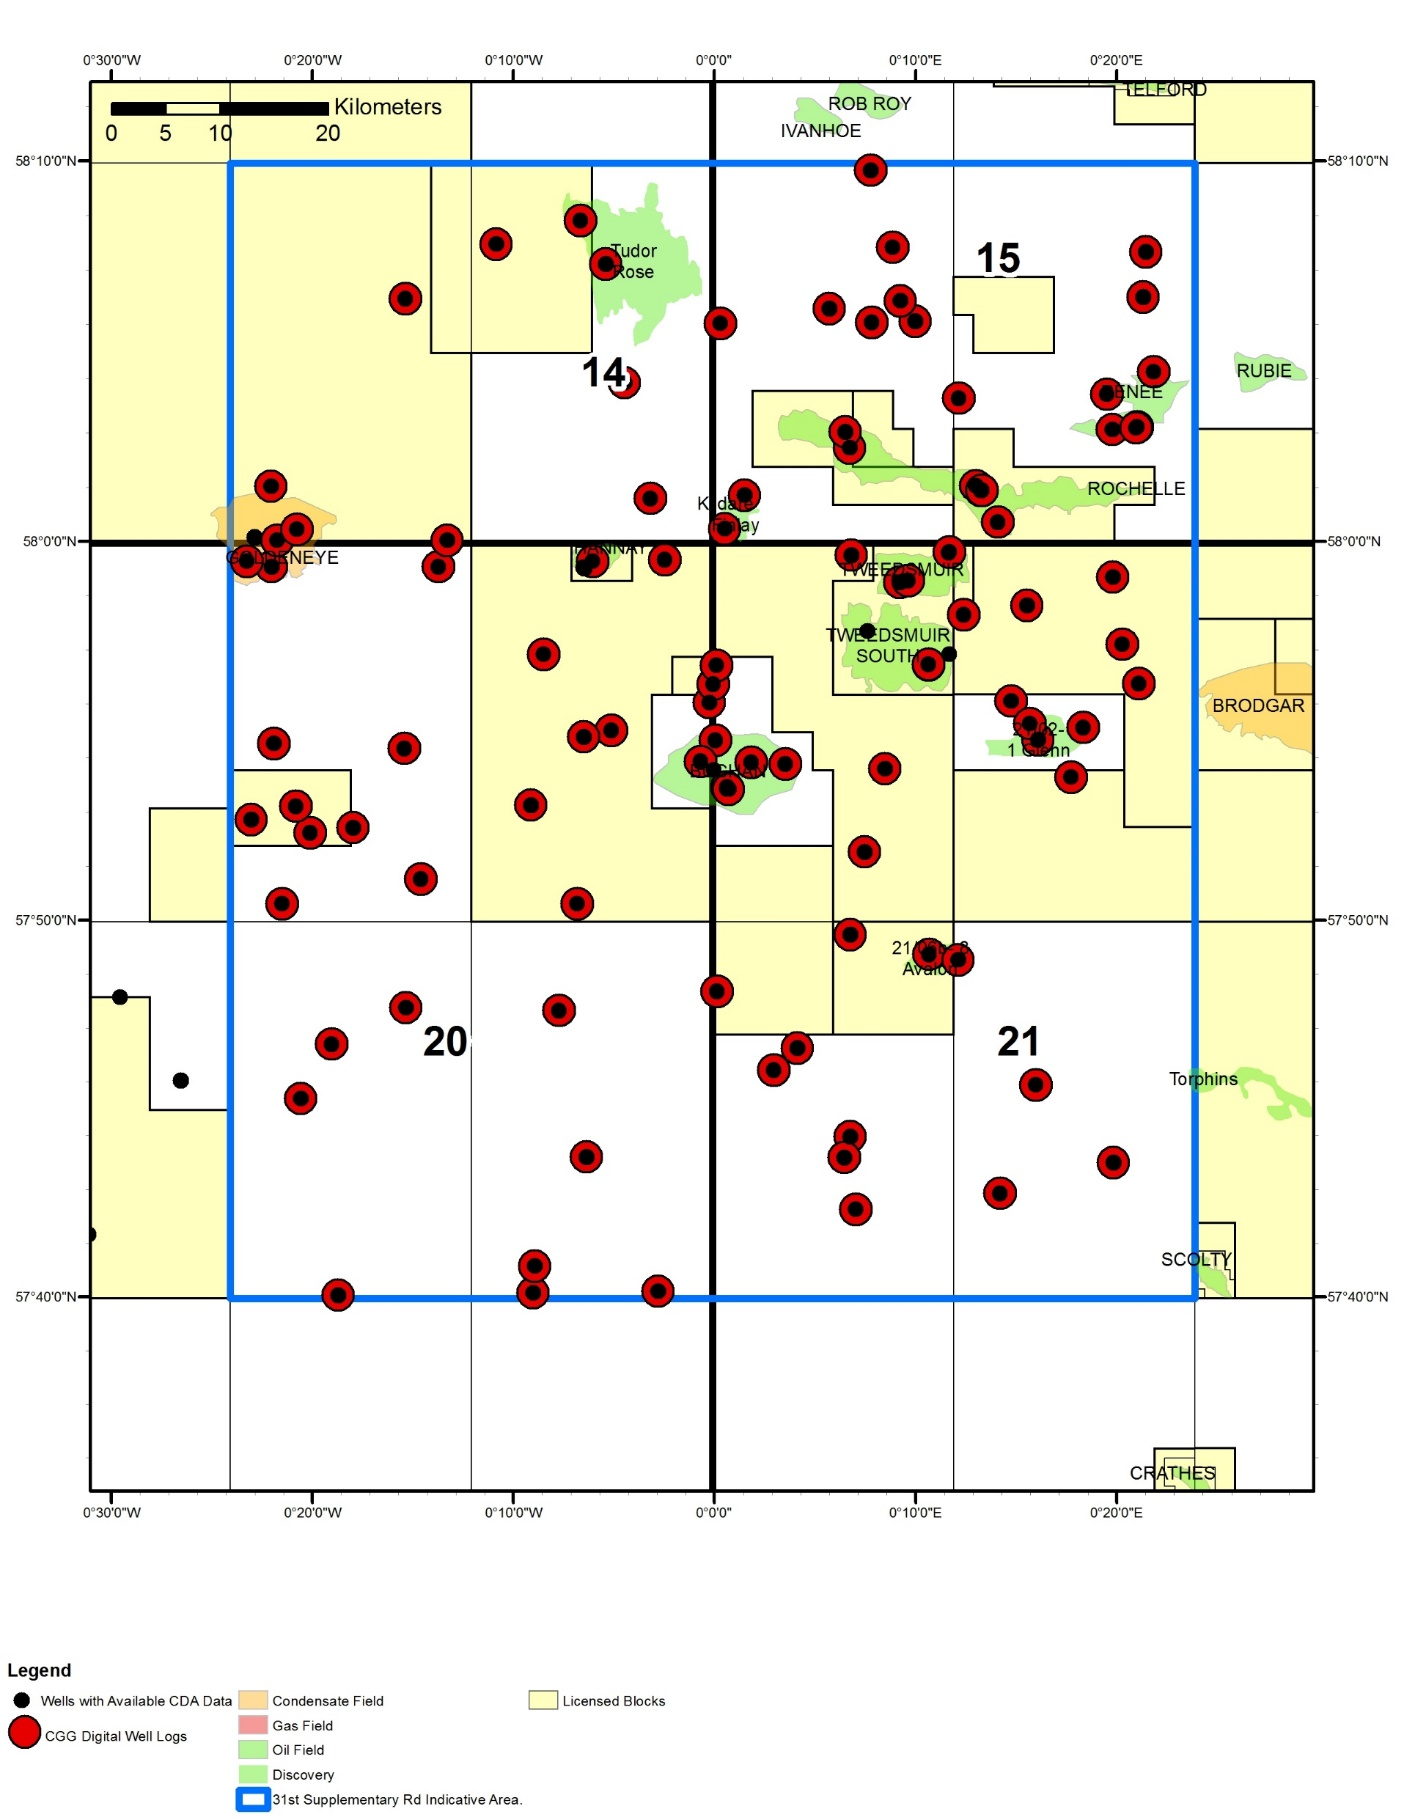 0°30'0"W 0°20'0"W 0°10'0"W 0°0'0" 0°10'0"E 0°20'0"E
TELFORD
Kilometers
0 5 10 20
ROB ROY
IVANHOE
58°10'0"N 58°10'0"N
Tudor
Rose
15
14
RUBIE
ROCHELLE
58°0'0"N 58°0'0"N
GOLDENEYE
HANNAY
TWEEDSMUIR
TWEEDSMUIR
SOUTH
BRODGAR
1 Glenn
BUCHAN
57°50'0"N 57°50'0"N
Avalon
20
21
Torphins
SCOLTY
57°40'0"N 57°40'0"N
CRATHES
0°30'0"W 0°20'0"W 0°10'0"W 0°0'0" 0°10'0"E 0°20'0"E
Legend
Wells with Available CDA Data
CGG Digital Well Logs
Condensate Field
Gas Field
Oil Field
Discovery
31st Supplementary Rd Indicative Area.
Licensed Blocks